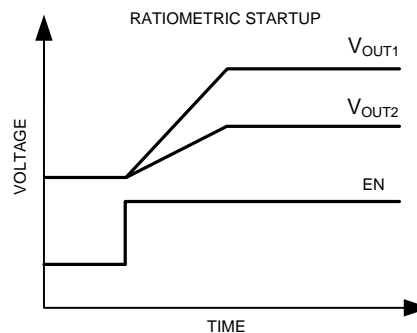 RATIOMETRIC STARTUP
VOUT1
VOUT2
EN
VOLTAGE
TIME